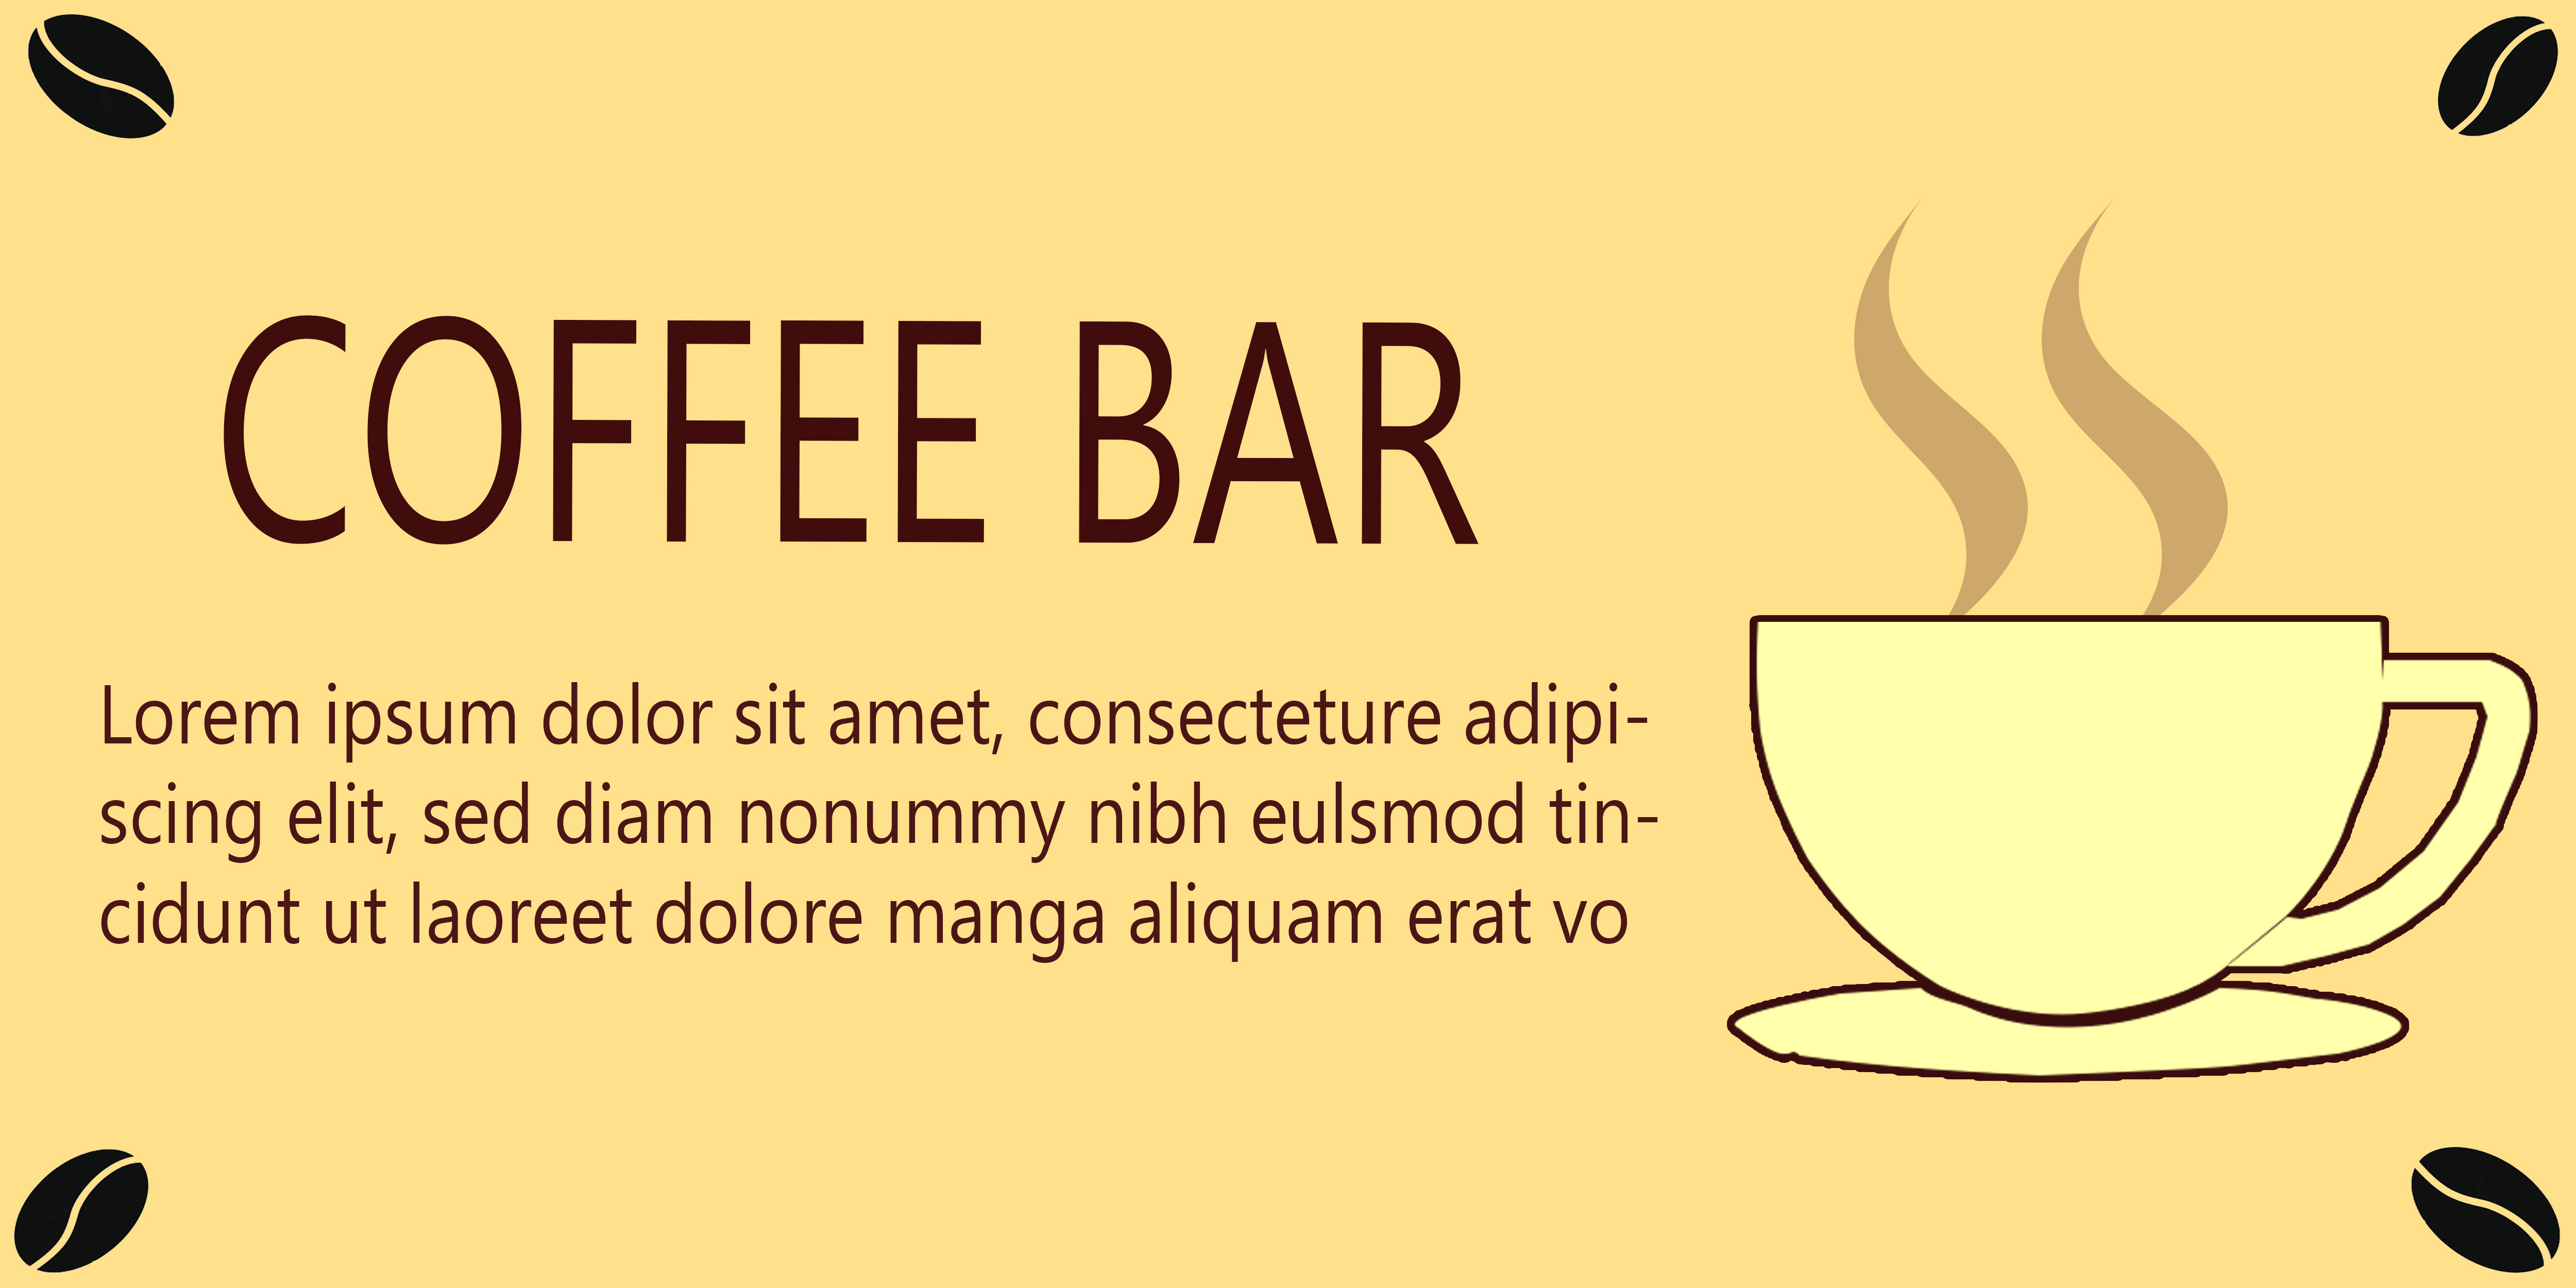 COFFEE BAR
Lorem ipsum dolor sit amet, consecteture adipi-
scing elit, sed diam nonummy nibh eulsmod tin-
cidunt ut laoreet dolore manga aliquam erat vo